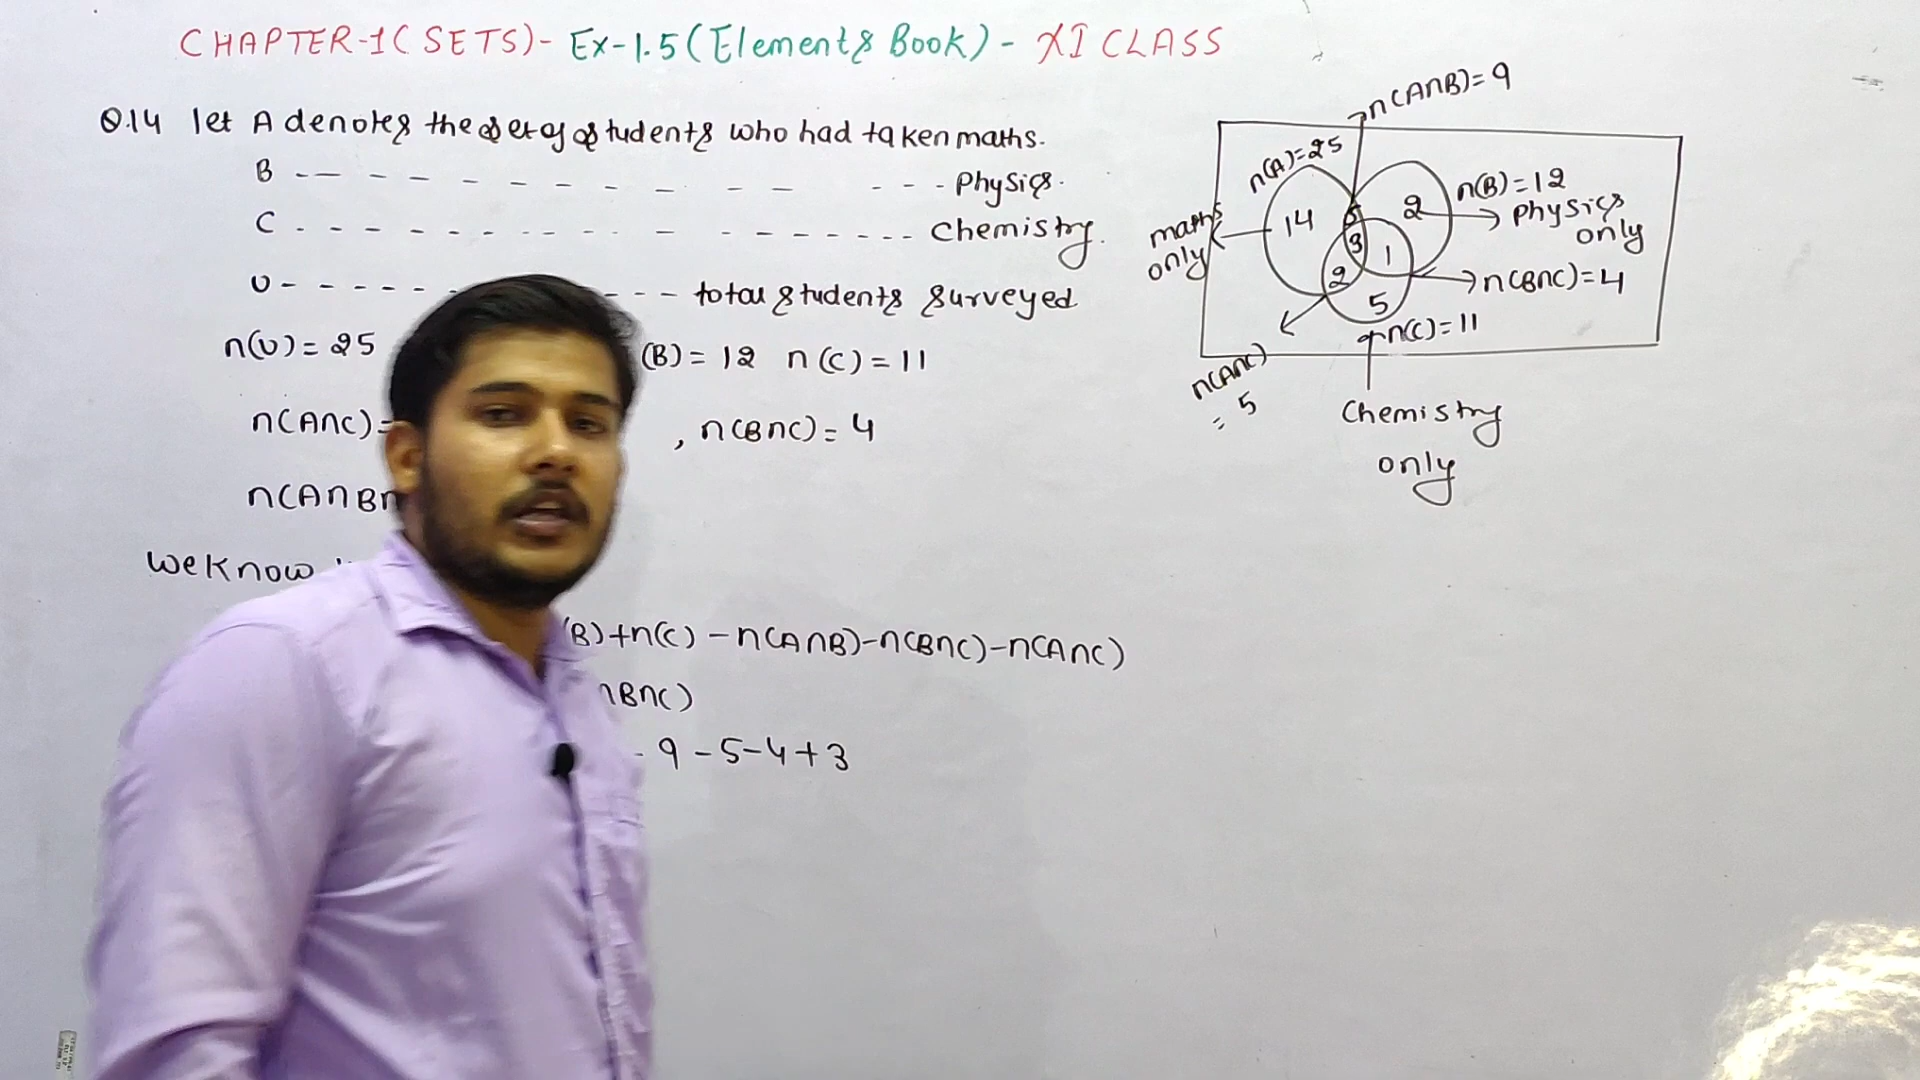 CHAPTER-1(SETS)- Ex-1.5(Elements Book) - XI CLASS
Q.14 let A denotes the set of students who had taken maths.
B - - - - - - - - - - - - - - Physics.
C - - - - - - - - - - - - - - Chemistry.
U - - - - - - - - - total students surveyed
n(U) = 25 (B) = 12 n(C) = 11
n(A∩C)= , n(B∩C) = 4
n(A∩B∩
we know
(B)+n(C) - n(A∩B)-n(B∩C)-n(A∩C)
∩B∩C)
- 9 - 5-4+3
n(A∩B)= 9
n(A)=25
n(B)=12
maths only
14
2
physics only
3
1
2
n(B∩C)=4
5
n(C)=11
n(A∩C)
= 5
Chemistry
only